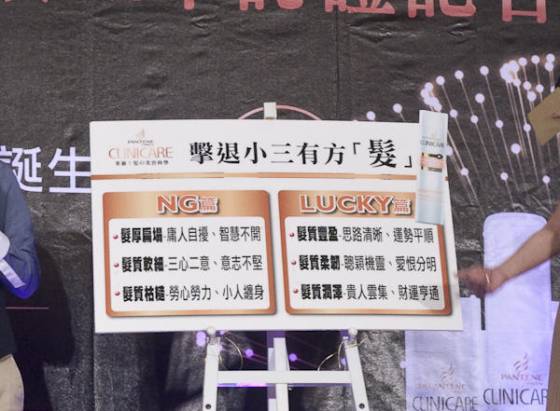 誕生
PANTENE
CLINICARE
擊退小三有方「髮」
NG篇
髮厚扁塌-庸人自擾、智慧不開
髮質軟細-三心二意、意志不堅
髮質枯糙-勞心勞力、小人纏身
LUCKY篇
髮質豐盈-思路清晰、運勢平順
髮質柔韌-聰穎機靈、愛恨分明
髮質潤澤-貴人雲集、財運亨通
PANTENE
CLINICARE
PANTENE
CLINICARE